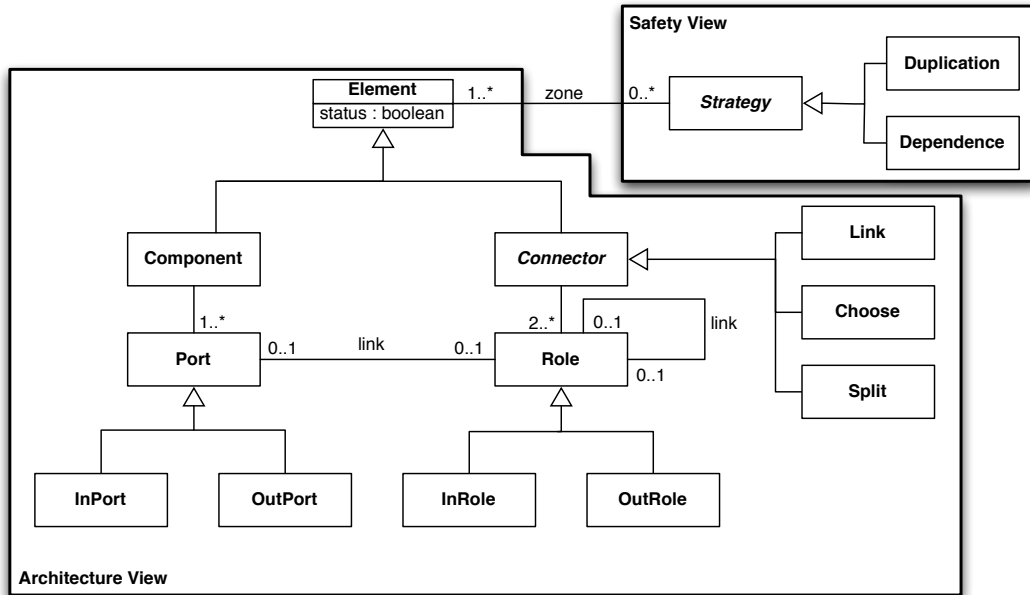 Safety View
Duplication
Element
status : boolean
1..*
zone
0..*
Strategy
Dependence
Component
Connector
Link
1..*
2..*
0..1
link
Choose
Port
0..1
link
0..1
Role
0..1
Split
InPort
OutPort
InRole
OutRole
Architecture View